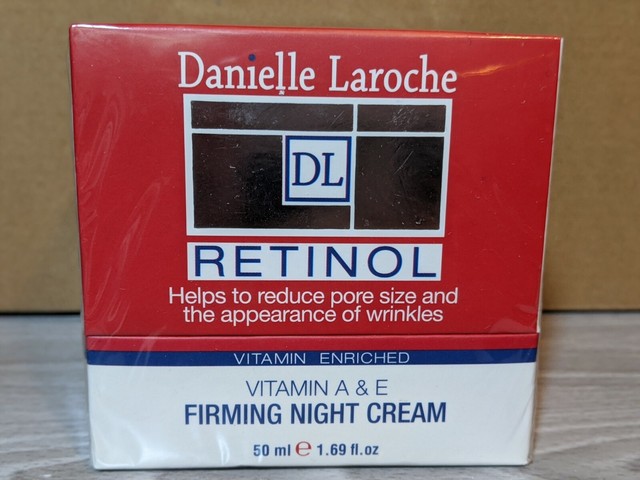 Danielle Laroche
DL
RETINOL
Helps to reduce pore size and
the appearance of wrinkles
VITAMIN ENRICHED
VITAMIN A & E
FIRMING NIGHT CREAM
50 ml ℮ 1.69 fl.oz